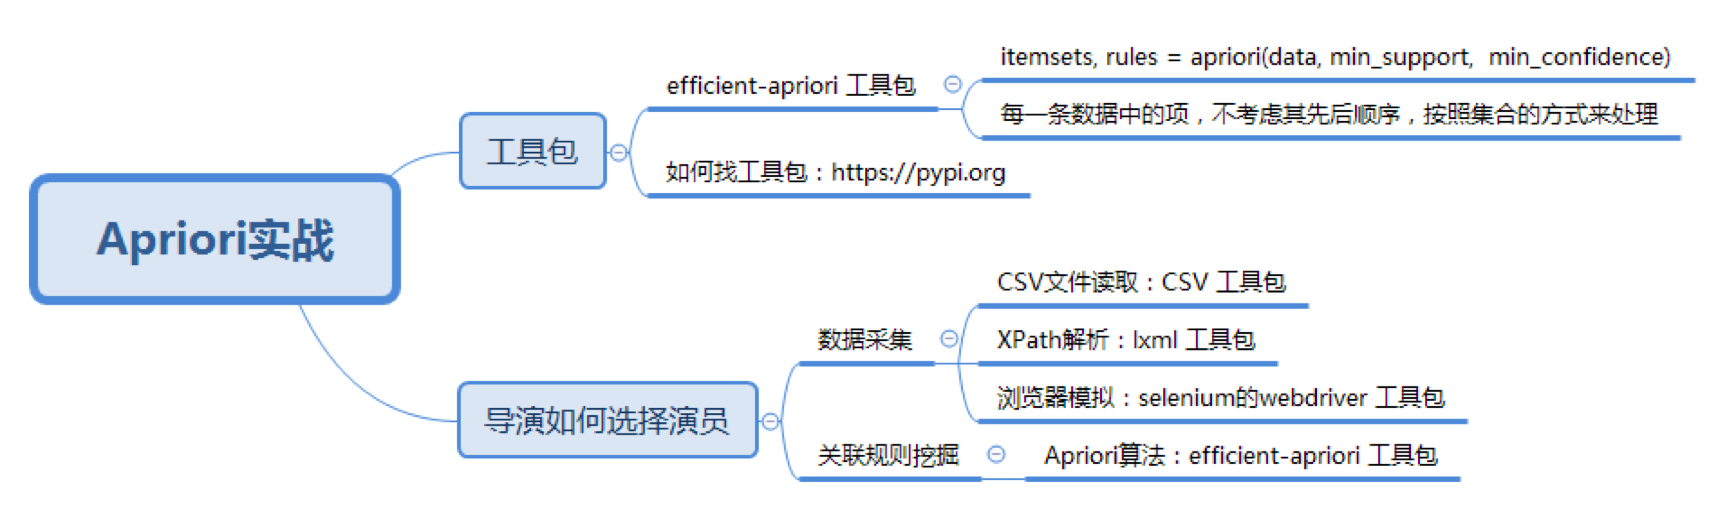 Apriori实战
工具包
efficient-apriori 工具包
itemsets, rules = apriori(data, min_support,  min_confidence)
每一条数据中的项，不考虑其先后顺序，按照集合的方式来处理
如何找工具包：https://pypi.org
导演如何选择演员
数据采集
CSV文件读取：CSV 工具包
XPath解析：lxml 工具包
浏览器模拟：selenium的webdriver 工具包
关联规则挖掘
Apriori算法：efficient-apriori 工具包